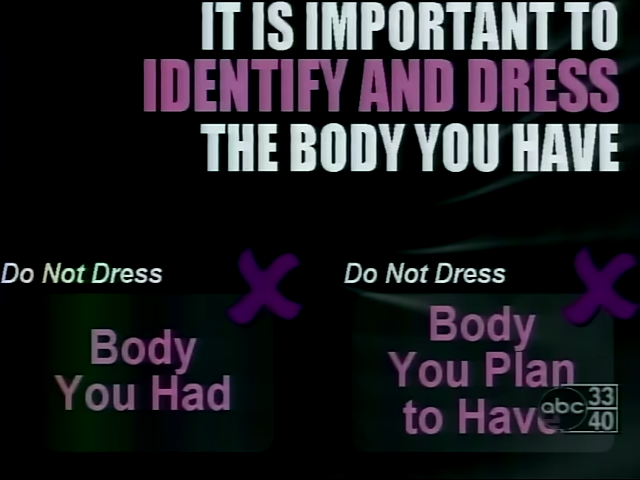 IT IS IMPORTANT TO
IDENTIFY AND DRESS
THE BODY YOU HAVE
Do Not Dress
Body
You Had
Do Not Dress
Body
You Plan
to Have
abc 33
40